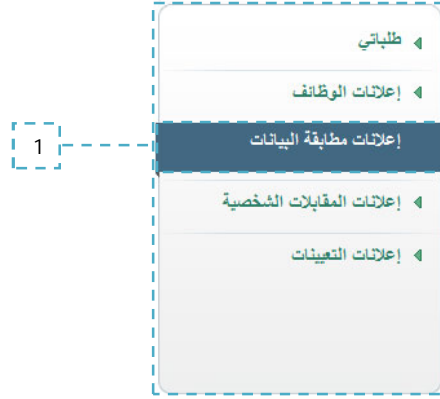 طلباتي
إعلانات الوظائف
إعلانات مطابقة البيانات
1
إعلانات المقابلات الشخصية
إعلانات التعيينات